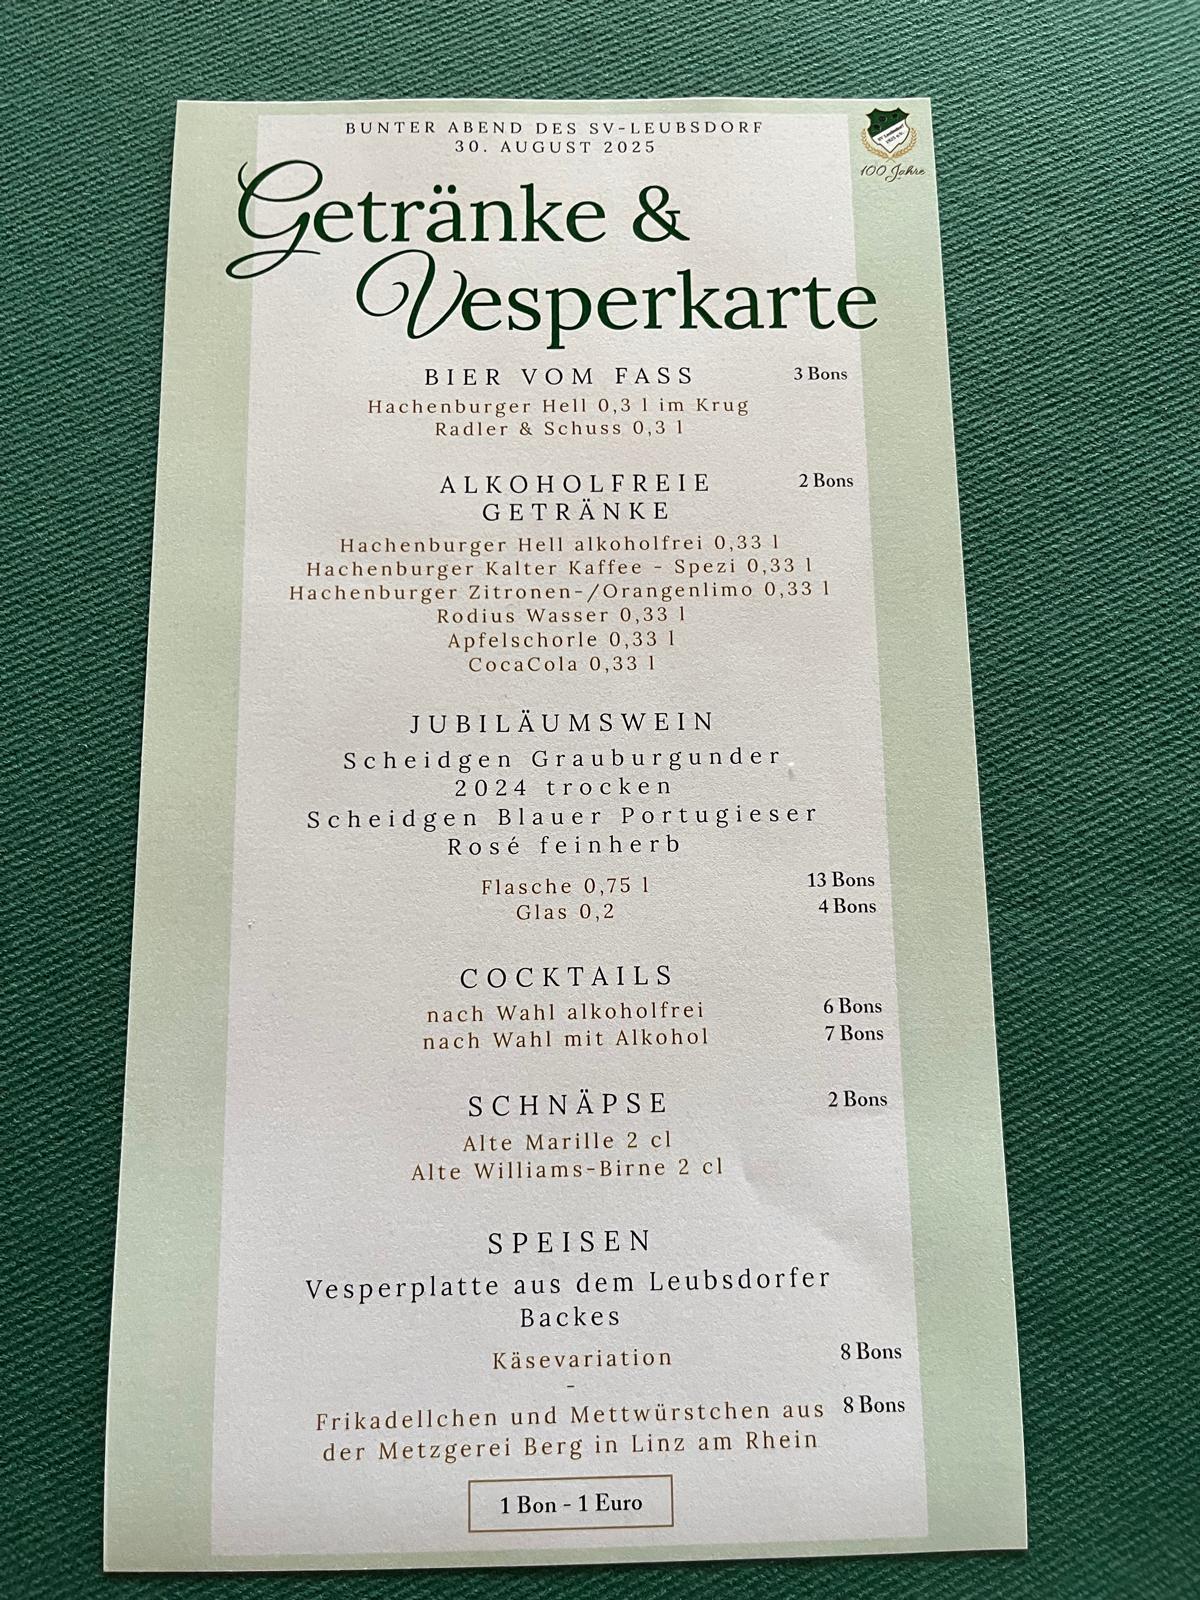 BUNTER ABEND DES SV-LEUBSDORF
30. AUGUST 2025
100 Jahre
Getränke &
Vesperkarte
BIER VOM FASS 3 Bons
Hachenburger Hell 0,3 l im Krug
Radler & Schuss 0,3 l
ALKOHOLFREIE 2 Bons
GETRÄNKE
Hachenburger Hell alkoholfrei 0,33 l
Hachenburger Kalter Kaffee - Spezi 0,33 l
Hachenburger Zitronen-/Orangenlimo 0,33 l
Rodius Wasser 0,33 l
Apfelschorle 0,33 l
CocaCola 0,33 l
JUBILÄUMSWEIN
Scheidgen Grauburgunder
2024 trocken
Scheidgen Blauer Portugieser
Rosé feinherb
Flasche 0,75 l 13 Bons
Glas 0,2 4 Bons
COCKTAILS
nach Wahl alkoholfrei 6 Bons
nach Wahl mit Alkohol 7 Bons
SCHNÄPSE 2 Bons
Alte Marille 2 cl
Alte Williams-Birne 2 cl
SPEISEN
Vesperplatte aus dem Leubsdorfer
Backes
Käsevariation 8 Bons
-
Frikadellchen und Mettwürstchen aus 8 Bons
der Metzgerei Berg in Linz am Rhein
1 Bon - 1 Euro